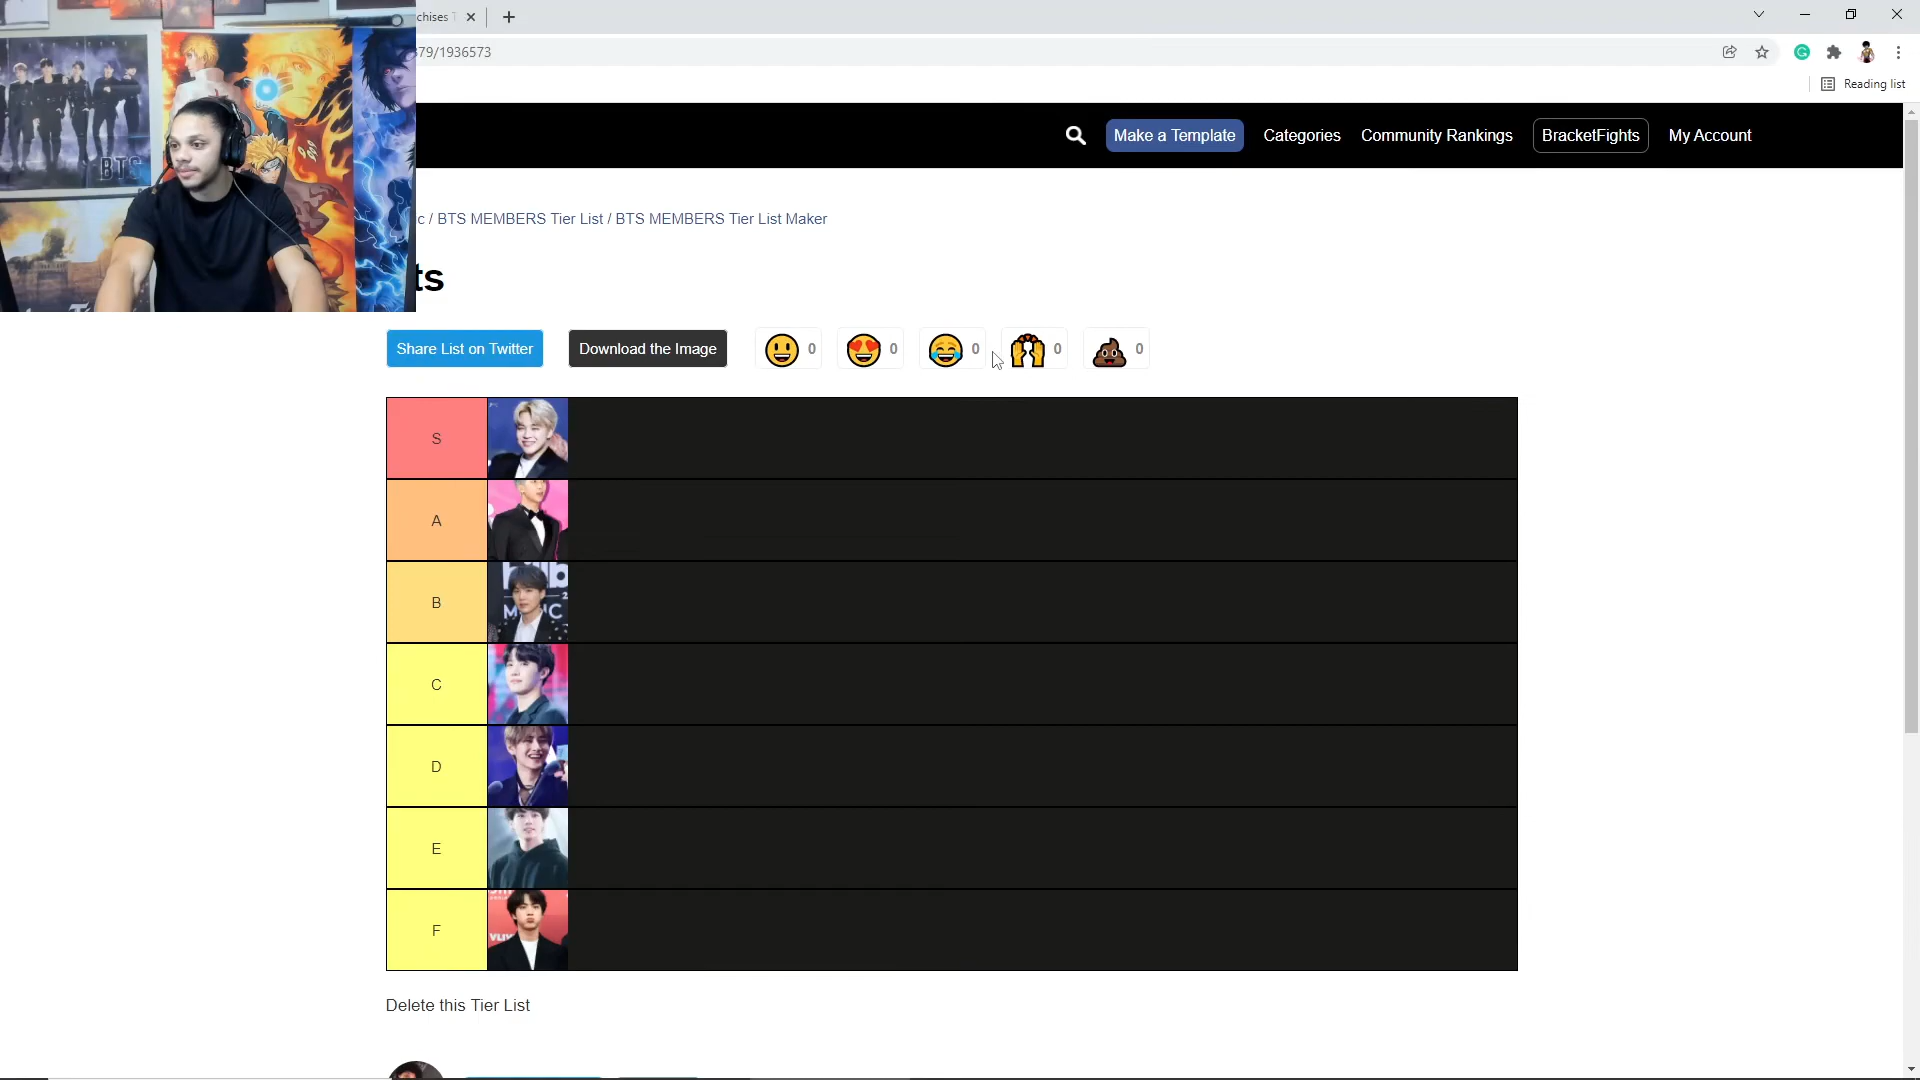 chises
79/1936573
Reading list
Make a Template
Categories
Community Rankings
BracketFights
My Account
c / BTS MEMBERS Tier List / BTS MEMBERS Tier List Maker
ts
Share List on Twitter
Download the Image
0
0
0
0
0
S
A
B
C
D
E
F
Delete this Tier List
BTS